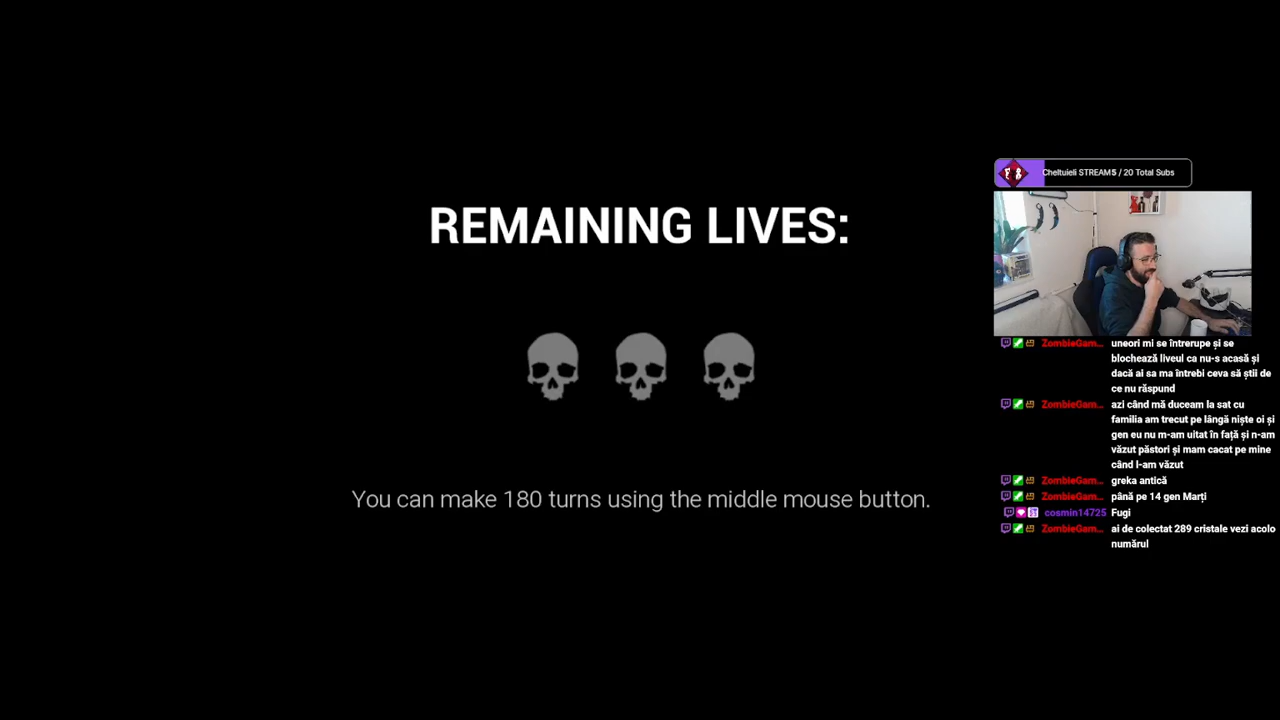 Cheltuieli STREAM 5 / 20 Total Subs
REMAINING LIVES:
You can make 180 turns using the middle mouse button.
ZombieGam... uneori mi se întrerupe și se
blochează liveul ca nu-s acasă și
dacă ai sa ma întrebi ceva să știi de
ce nu răspund
ZombieGam... azi când mă duceam la sat cu
familia am trecut pe lângă niște oi și
gen eu nu m-am uitat în față și n-am
văzut păstori și mam cacat pe mine
când l-am văzut
ZombieGam... greka antică
ZombieGam... până pe 14 gen Marți
cosmin14725 Fugi
ZombieGam... ai de colectat 289 cristale vezi acolo
numărul